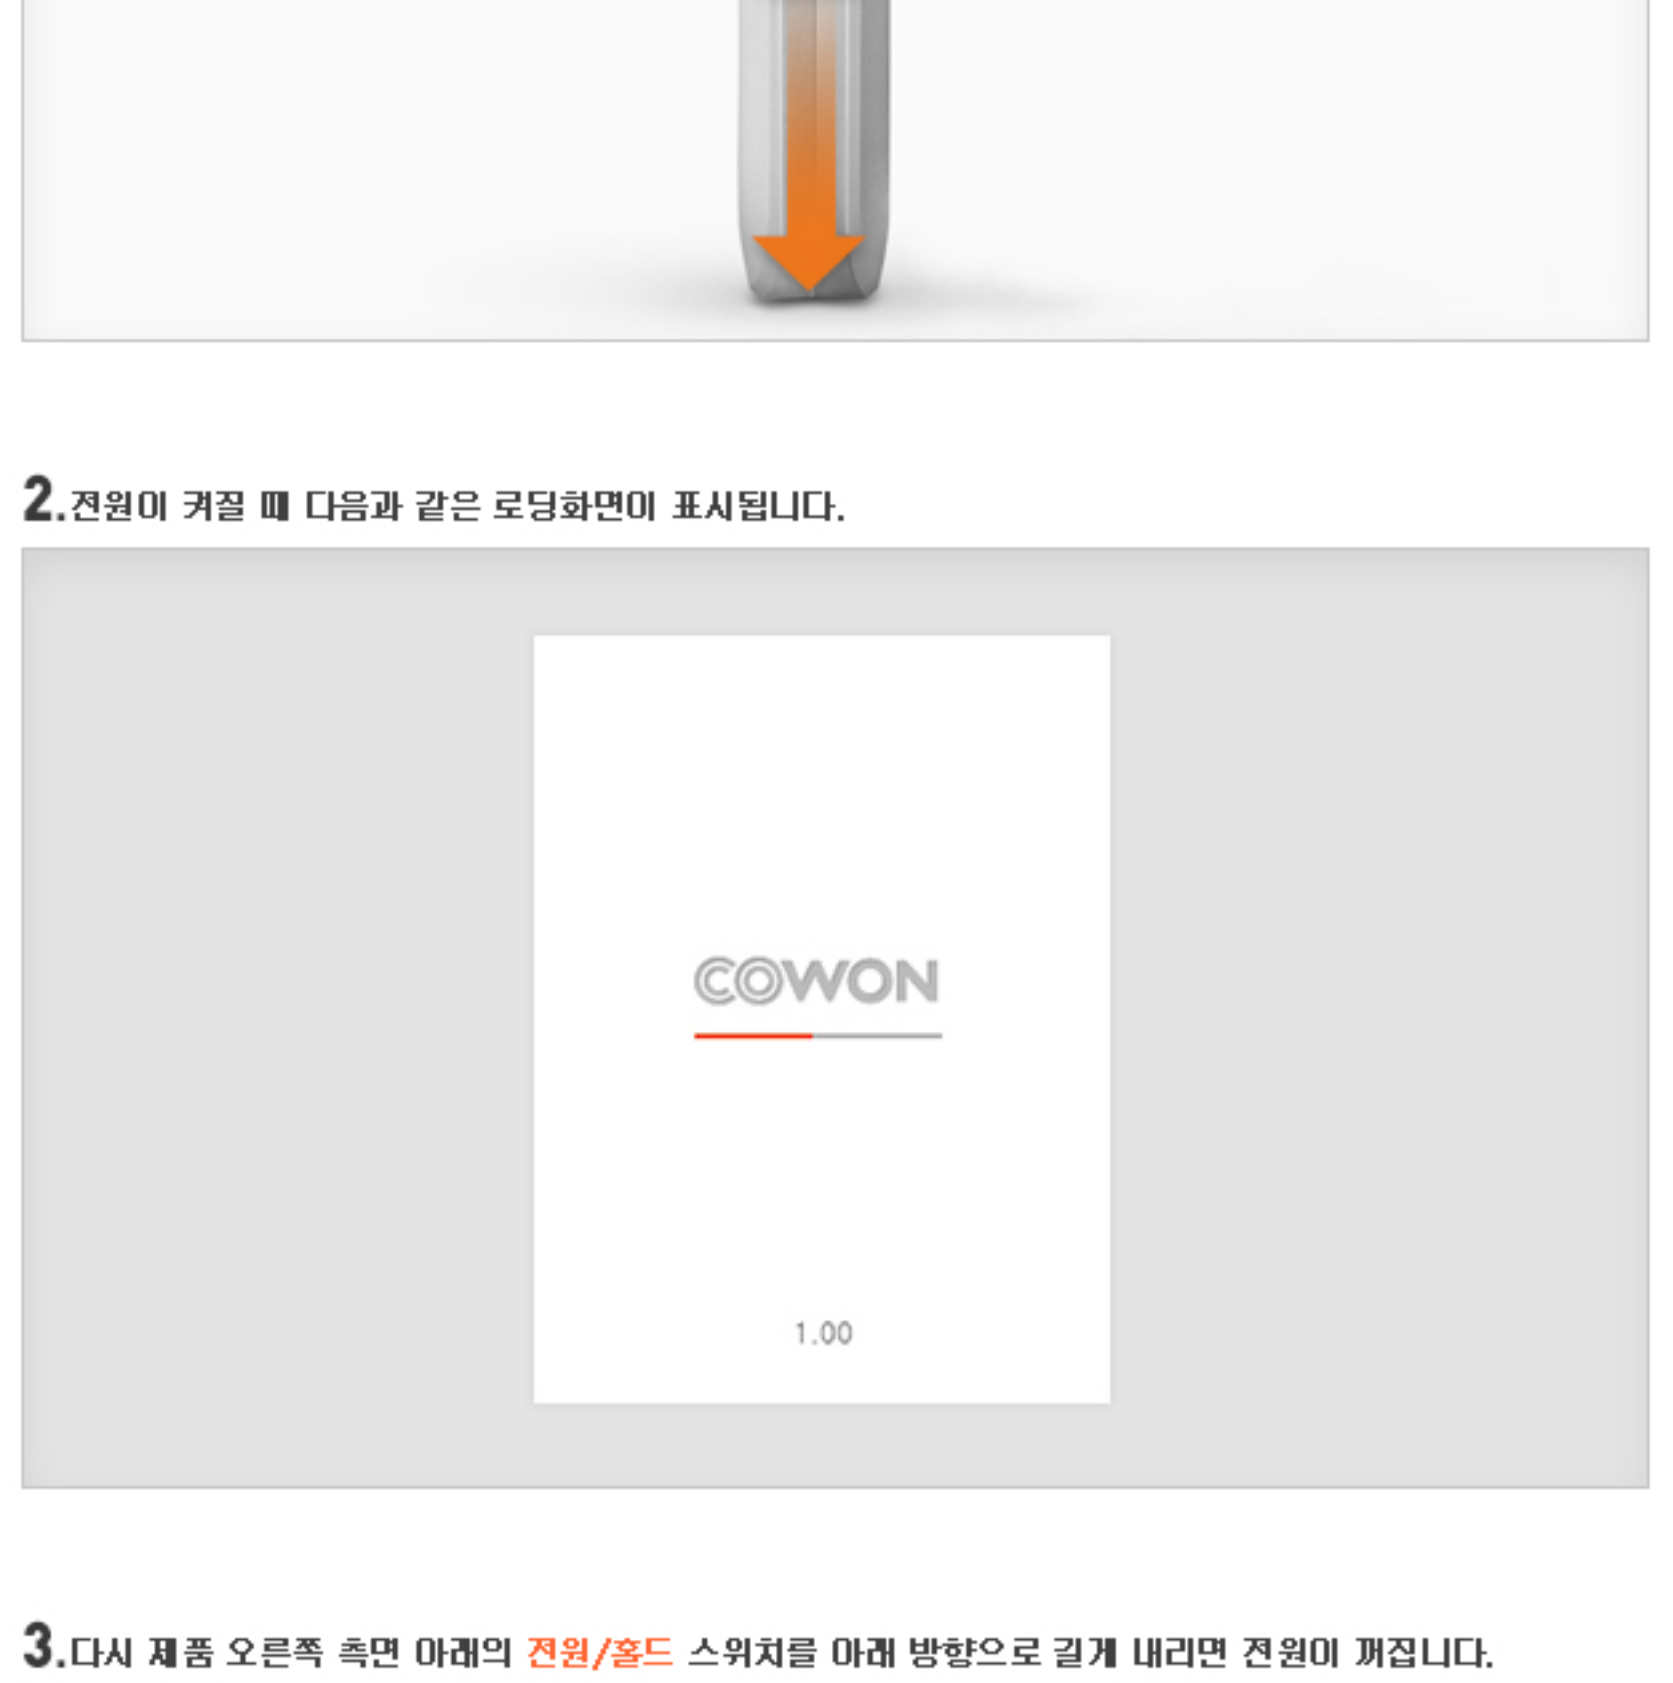 2.전원이 켜질 때 다음과 같은 로딩화면이 표시됩니다.
COWON
1.00
3.다시 제품 오른쪽 측면 아래의 전원/홀드 스위치를 아래 방향으로 길게 내리면 전원이 꺼집니다.